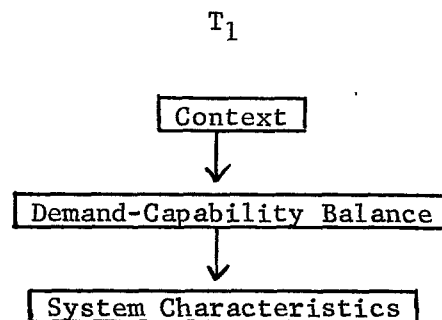 T1
Context
Demand-Capability Balance
System Characteristics